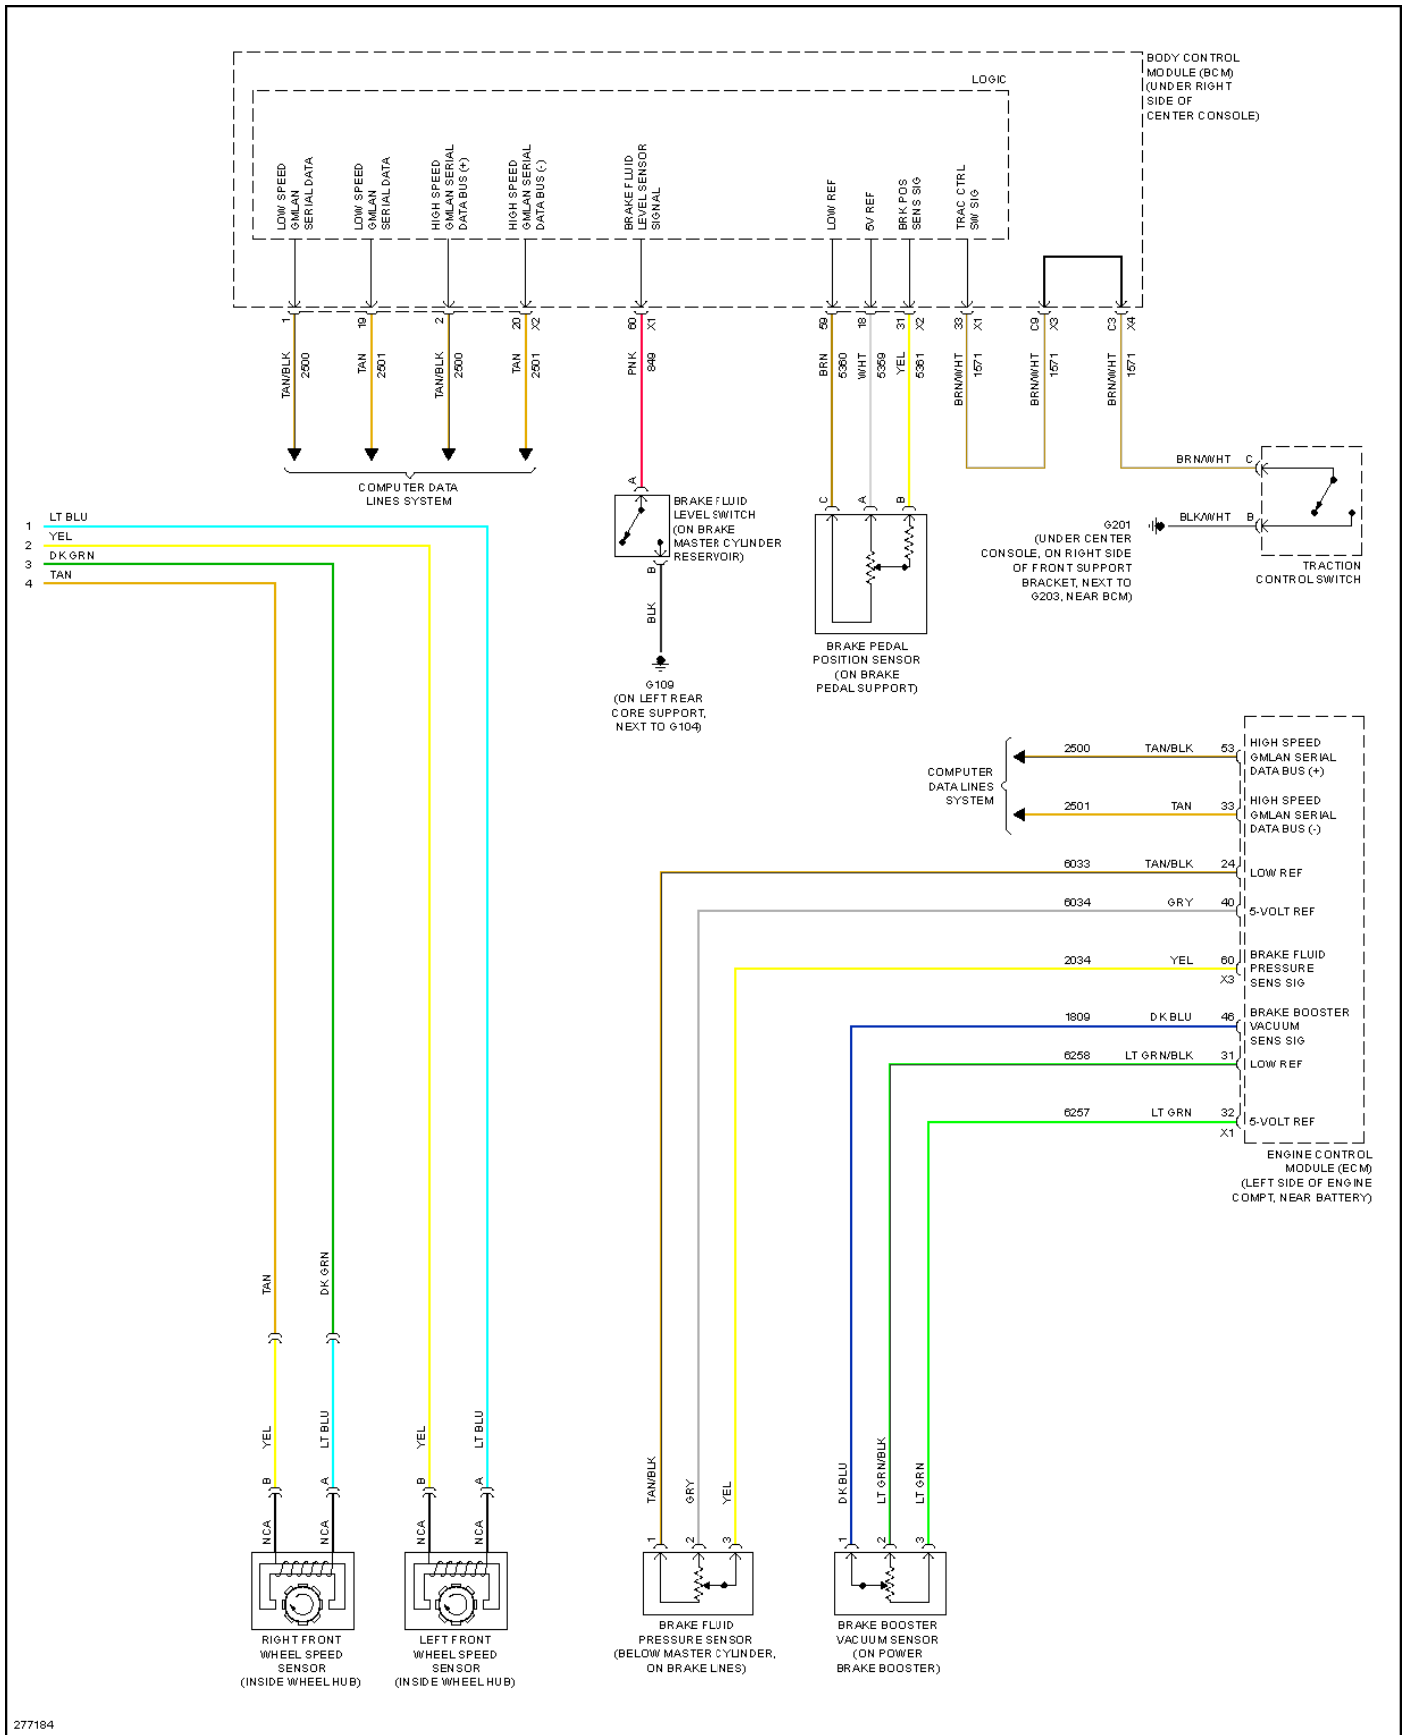 BODY CONTROL
MODULE (BCM)
(UNDER RIGHT
SIDE OF
CENTER CONSOLE)
LOGIC
LOW SPEED
GMLAN
SERIAL DATA
LOW SPEED
GMLAN
SERIAL DATA
HIGH SPEED
GMLAN SERIAL
DATA BUS (+)
HIGH SPEED
GMLAN SERIAL
DATA BUS (-)
BRAKE FLUID
LEVEL SENSOR
SIGNAL
LOW REF
5V REF
BRK POS
SENS SIG
TRAC CTRL
SW SIG
1
19
2
20
X2
60
X1
59
18
31
X2
33
X1
C9
X3
C3
X4
TAN/BLK
2500
TAN
2501
TAN/BLK
2500
TAN
2501
PNK
849
BRN
5360
WHT
5359
YEL
5361
BRN/WHT
1571
BRN/WHT
1571
BRN/WHT
1571
COMPUTER DATA
LINES SYSTEM
A
BRAKE FLUID
LEVEL SWITCH
(ON BRAKE
MASTER CYLINDER
RESERVOIR)
B
BLK
G109
(ON LEFT REAR
CORE SUPPORT,
NEXT TO G104)
C
A
B
BRAKE PEDAL
POSITION SENSOR
(ON BRAKE
PEDAL SUPPORT)
BRN/WHT C
BLK/WHT B
G201
(UNDER CENTER
CONSOLE, ON RIGHT SIDE
OF FRONT SUPPORT
BRACKET, NEXT TO
G203, NEAR BCM)
TRACTION
CONTROL SWITCH
1 LT BLU
2 YEL
3 DK GRN
4 TAN
COMPUTER
DATA LINES
SYSTEM
2500 TAN/BLK 53
HIGH SPEED
GMLAN SERIAL
DATA BUS (+)
2501 TAN 33
HIGH SPEED
GMLAN SERIAL
DATA BUS (-)
6033 TAN/BLK 24 LOW REF
6034 GRY 40 5-VOLT REF
2034 YEL 60
X3
BRAKE FLUID
PRESSURE
SENS SIG
1809 DK BLU 46
BRAKE BOOSTER
VACUUM
SENS SIG
6258 LT GRN/BLK 31 LOW REF
6257 LT GRN 32 5-VOLT REF
X1
ENGINE CONTROL
MODULE (ECM)
(LEFT SIDE OF ENGINE
COMPT, NEAR BATTERY)
TAN
DK GRN
YEL
LT BLU
YEL
LT BLU
B
A
B
A
NCA
NCA
NCA
NCA
RIGHT FRONT
WHEEL SPEED
SENSOR
(INSIDE WHEEL HUB)
LEFT FRONT
WHEEL SPEED
SENSOR
(INSIDE WHEEL HUB)
TAN/BLK
GRY
YEL
1
2
3
BRAKE FLUID
PRESSURE SENSOR
(BELOW MASTER CYLINDER,
ON BRAKE LINES)
DK BLU
LT GRN/BLK
LT GRN
1
2
3
BRAKE BOOSTER
VACUUM SENSOR
(ON POWER
BRAKE BOOSTER)
277184